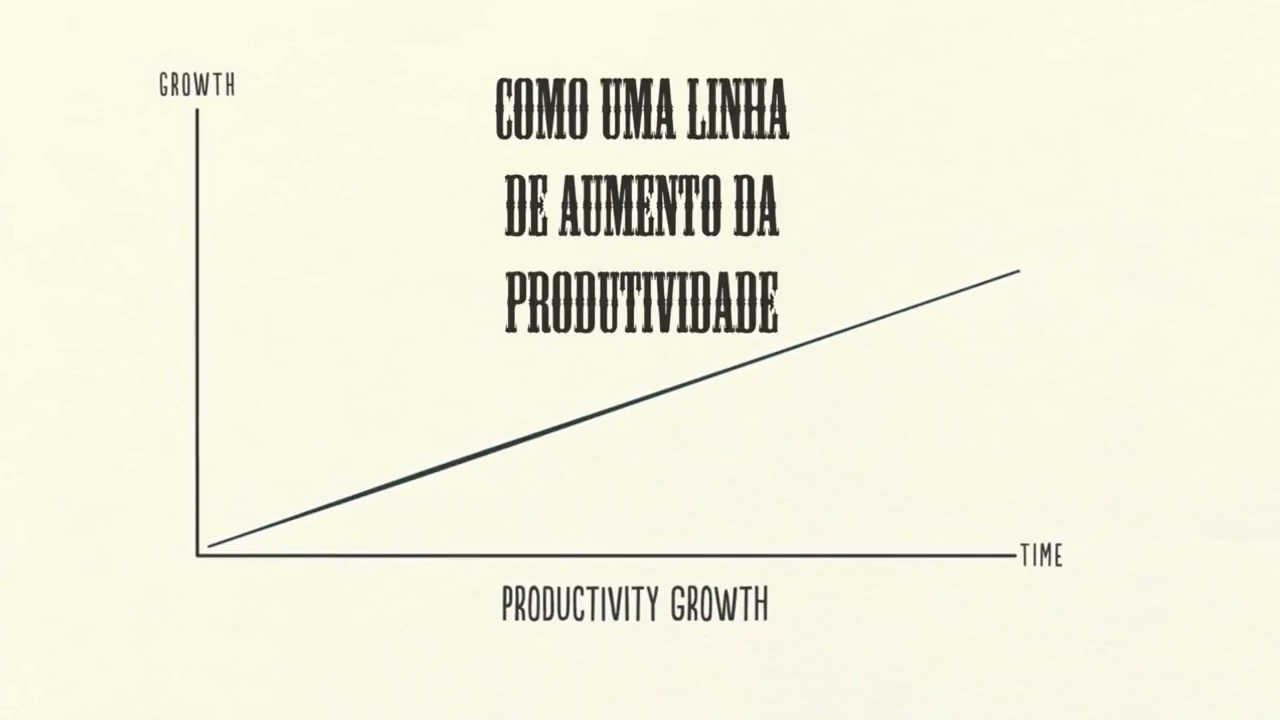 GROWTH
COMO UMA LINHA
DE AUMENTO DA
PRODUTIVIDADE
TIME
PRODUCTIVITY GROWTH